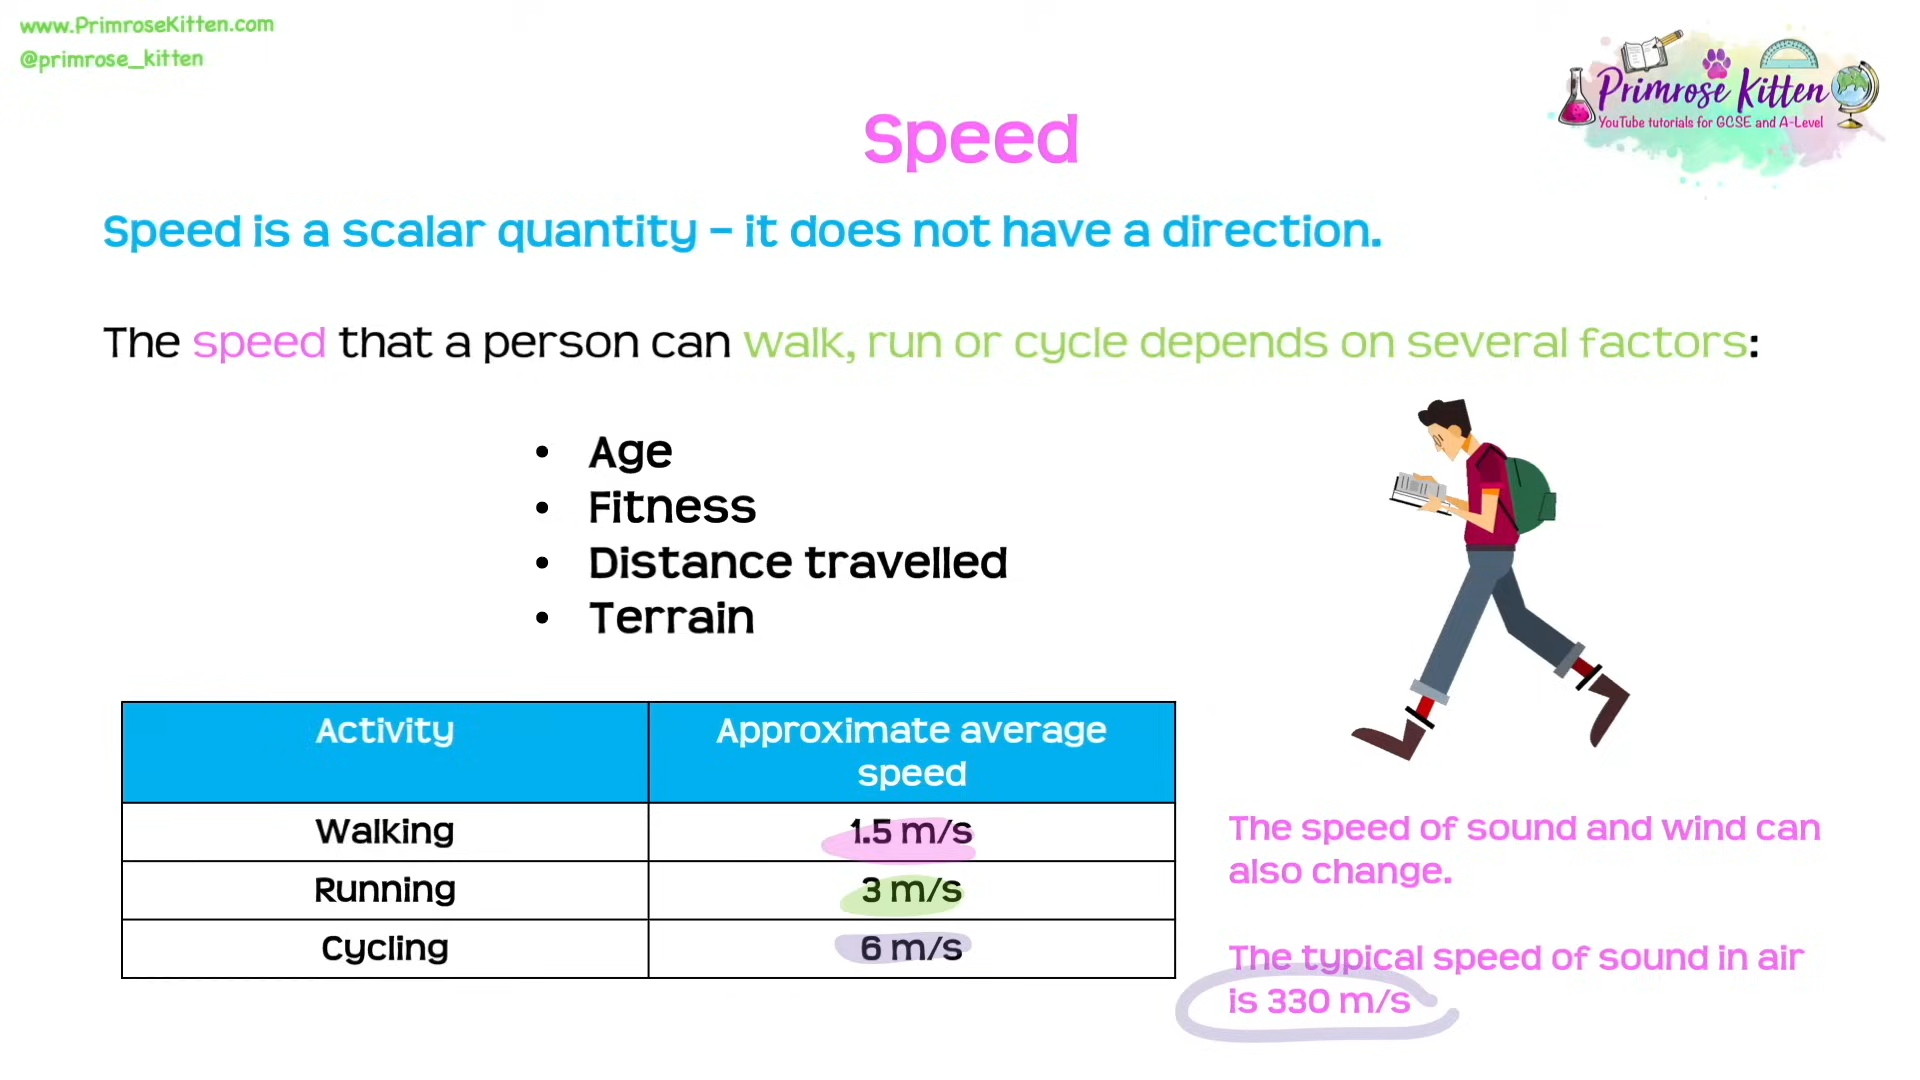 www.PrimroseKitten.com
@primrose_kitten
Primrose Kitten
YouTube tutorials for GCSE and A-Level
Speed
Speed is a scalar quantity – it does not have a direction.
The speed that a person can walk, run or cycle depends on several factors:
• Age
• Fitness
• Distance travelled
• Terrain
Activity
Approximate average
speed
Walking
1.5 m/s
Running
3 m/s
Cycling
6 m/s
The speed of sound and wind can
also change.
The typical speed of sound in air
is 330 m/s